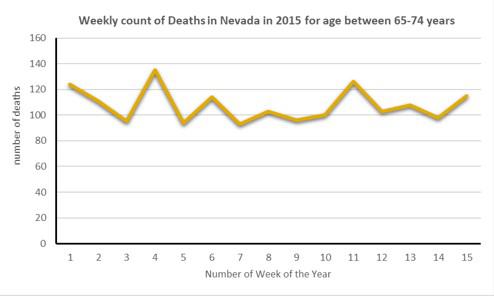 Weekly count of Deaths in Nevada in 2015 for age between 65-74 years
160
140
120
100
80
60
40
20
0
number of deaths
1 2 3 4 5 6 7 8 9 10 11 12 13 14 15
Number of Week of the Year